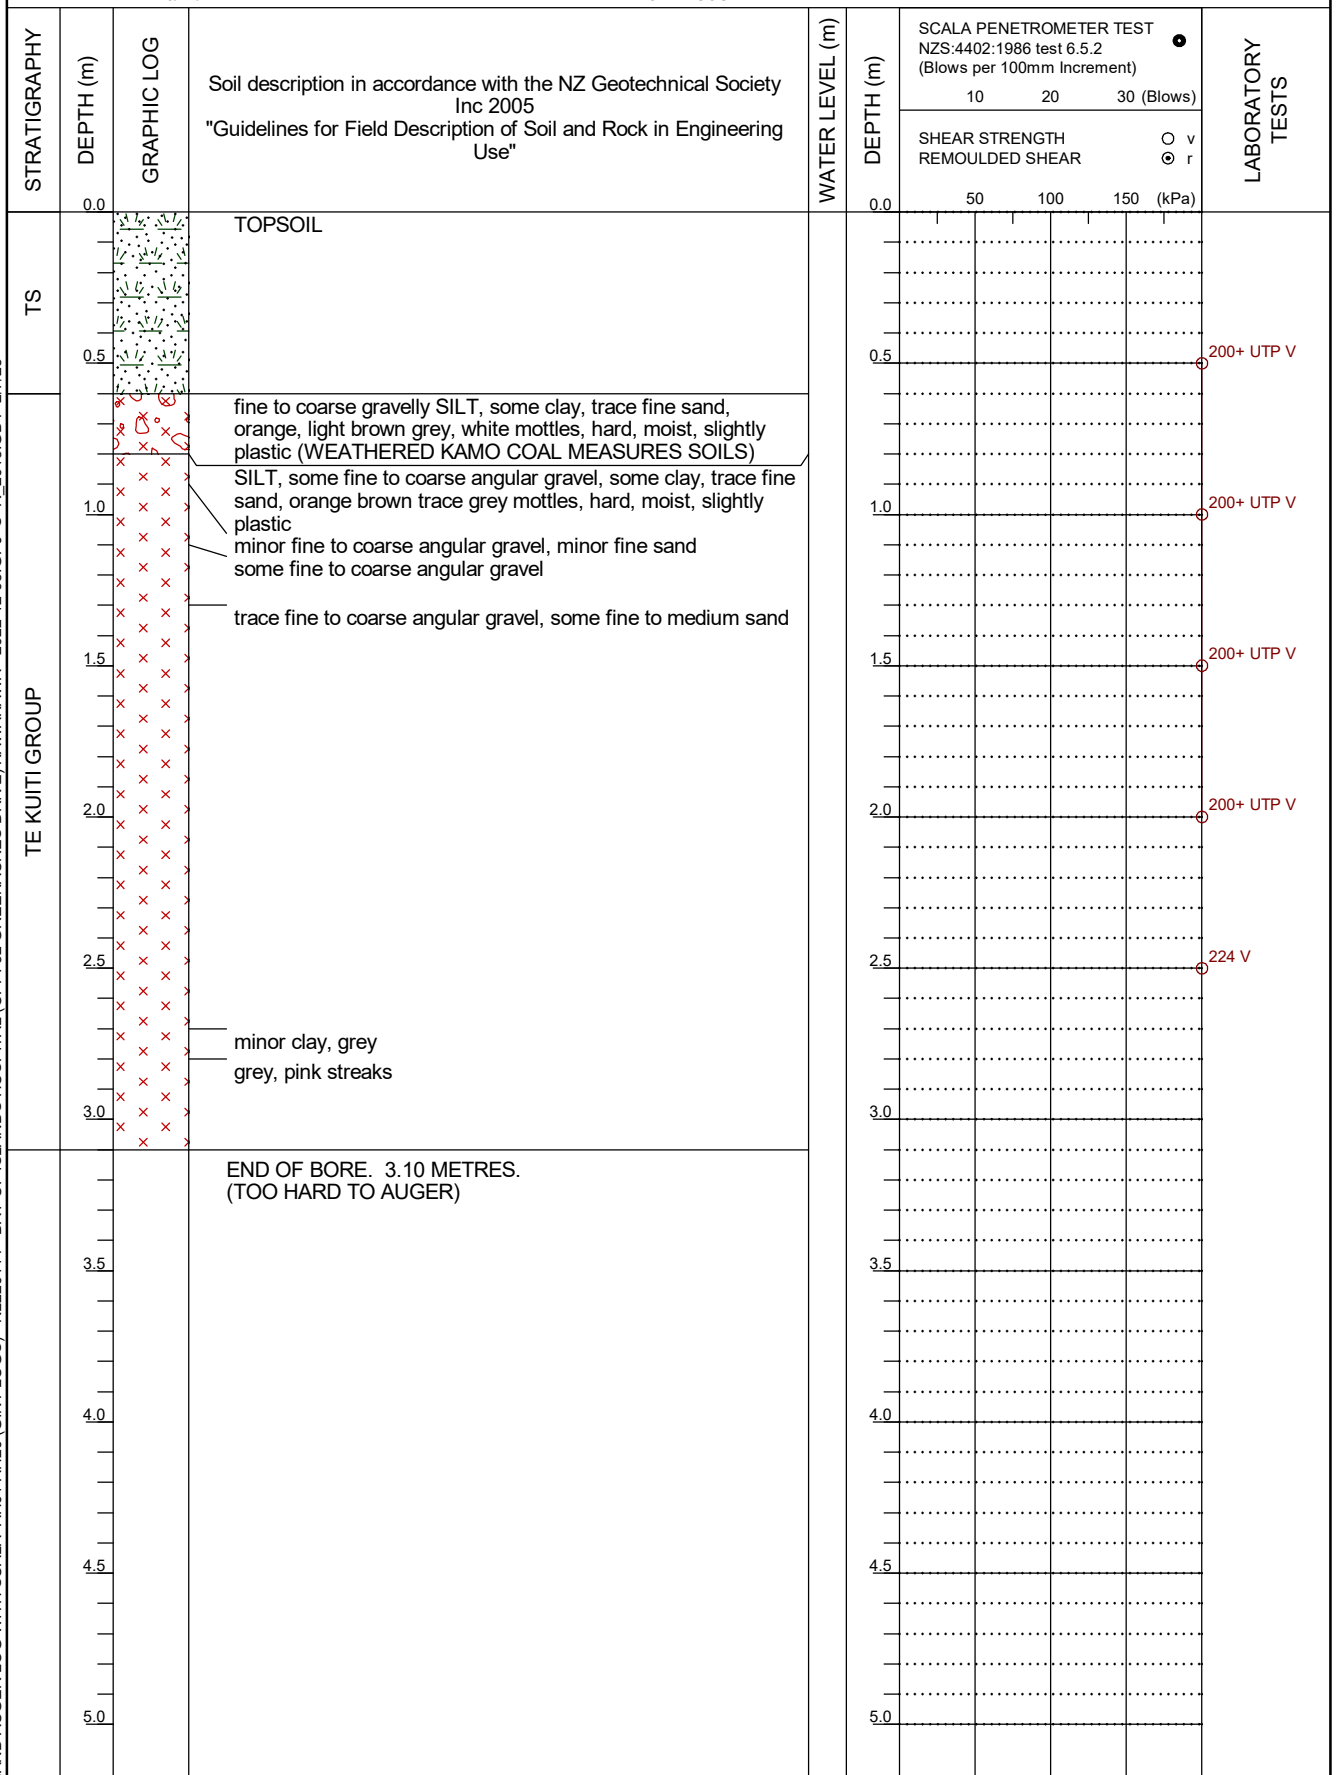 STRATIGRAPHY
DEPTH (m)
GRAPHIC LOG
Soil description in accordance with the NZ Geotechnical Society
Inc 2005
"Guidelines for Field Description of Soil and Rock in Engineering
Use"
WATER LEVEL (m)
DEPTH (m)
SCALA PENETROMETER TEST
NZS:4402:1986 test 6.5.2
(Blows per 100mm Increment)
10 20 30 (Blows)
SHEAR STRENGTH v
REMOULDED SHEAR r
50 100 150 (kPa)
LABORATORY
TESTS
0.0 0.0
TOPSOIL
TS
0.5 0.5 200+ UTP V
fine to coarse gravelly SILT, some clay, trace fine sand,
orange, light brown grey, white mottles, hard, moist, slightly
plastic (WEATHERED KAMO COAL MEASURES SOILS)
SILT, some fine to coarse angular gravel, some clay, trace fine
sand, orange brown trace grey mottles, hard, moist, slightly
plastic
1.0 1.0 200+ UTP V
minor fine to coarse angular gravel, minor fine sand
some fine to coarse angular gravel
trace fine to coarse angular gravel, some fine to medium sand
1.5 1.5 200+ UTP V
TE KUITI GROUP
2.0 2.0 200+ UTP V
2.5 2.5 224 V
minor clay, grey
grey, pink streaks
3.0 3.0
END OF BORE. 3.10 METRES.
(TOO HARD TO AUGER)
3.5 3.5
4.0 4.0
4.5 4.5
5.0 5.0